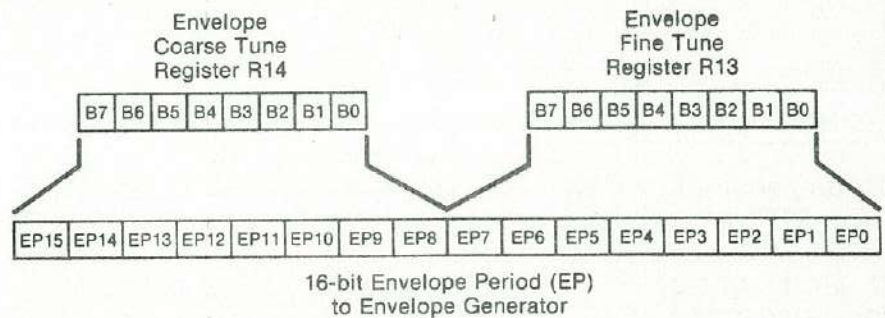 Envelope
Coarse Tune
Register R14
Envelope
Fine Tune
Register R13
B7 B6 B5 B4 B3 B2 B1 B0
B7 B6 B5 B4 B3 B2 B1 B0
EP15 EP14 EP13 EP12 EP11 EP10 EP9 EP8 EP7 EP6 EP5 EP4 EP3 EP2 EP1 EP0
16-bit Envelope Period (EP)
to Envelope Generator